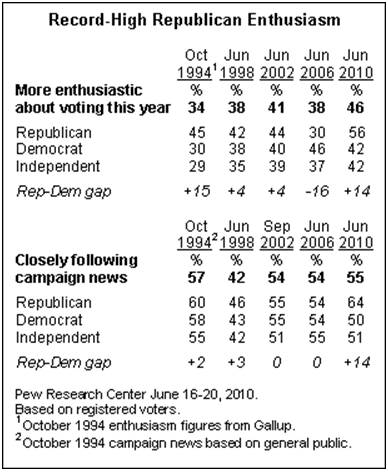 Record-High Republican Enthusiasm
Oct Jun Jun Jun Jun
1994¹ 1998 2002 2006 2010
More enthusiastic % % % % %
about voting this year 34 38 41 38 46
Republican 45 42 44 30 56
Democrat 30 38 40 46 42
Independent 29 35 39 37 42
Rep-Dem gap +15 +4 +4 -16 +14
Oct Jun Sep Jun Jun
1994² 1998 2002 2006 2010
Closely following % % % % %
campaign news 57 42 54 54 55
Republican 60 46 55 54 64
Democrat 58 43 55 54 50
Independent 55 42 51 55 51
Rep-Dem gap +2 +3 0 0 +14
Pew Research Center June 16-20, 2010.
Based on registered voters.
¹October 1994 enthusiasm figures from Gallup.
²October 1994 campaign news based on general public.